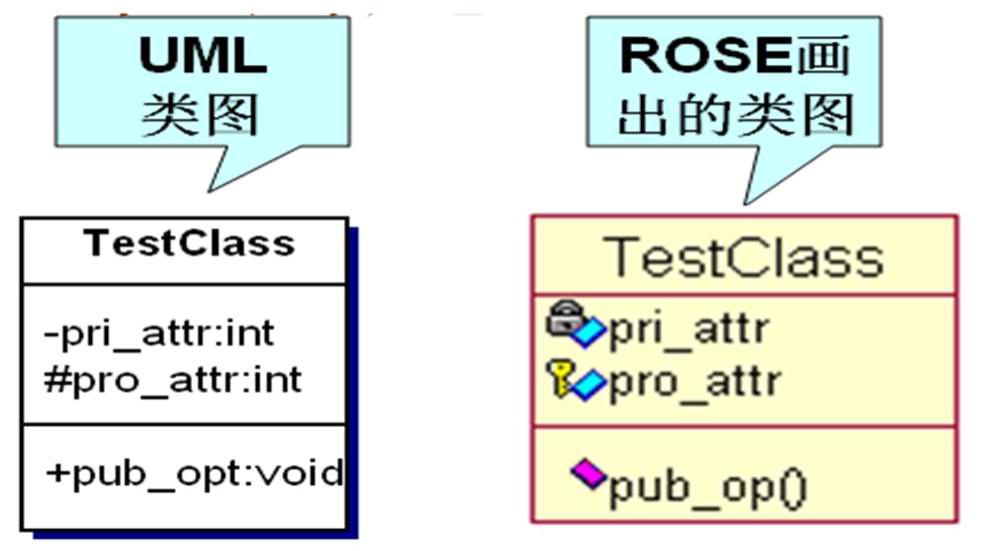 UML
类图
ROSE画
出的类图
TestClass
-pri_attr:int
#pro_attr:int
+pub_opt:void
TestClass
pri_attr
pro_attr
pub_op()